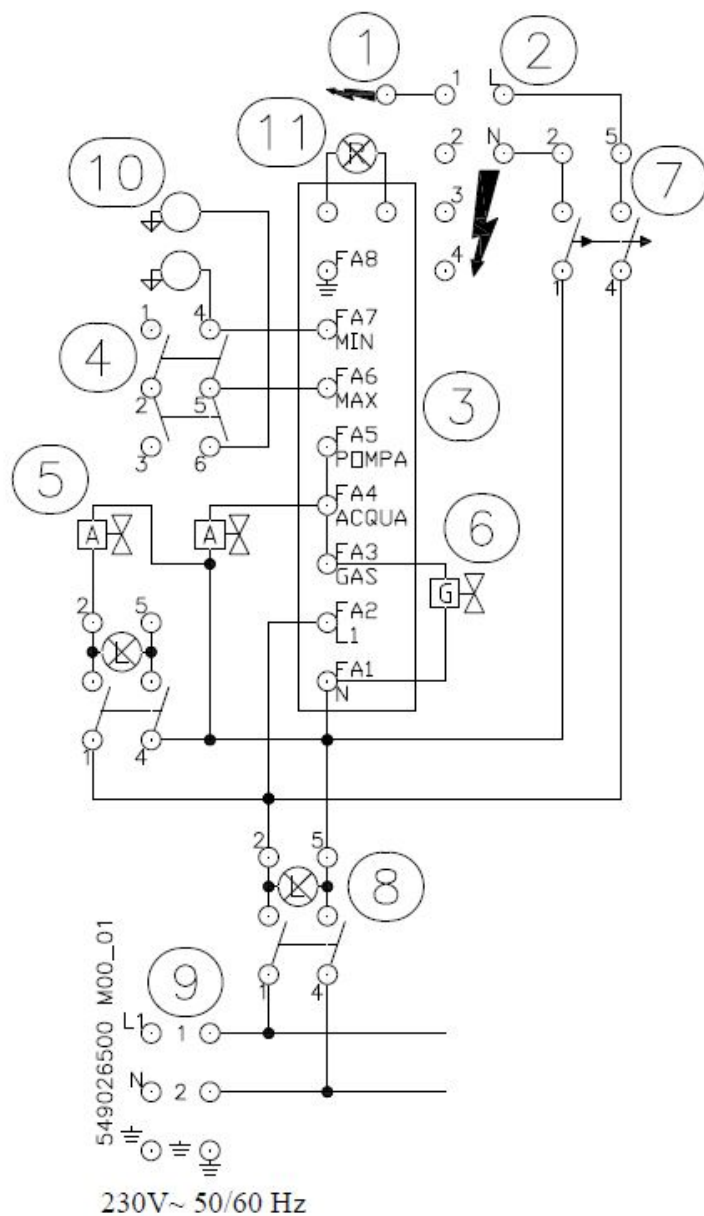 1
1 L 2
11
2 N 2 5
10
7
3
4
FA8
1 4
1 4
FA7
MIN
4
FA6
MAX
2 5
3
3 6
FA5
POMPA
5
FA4
ACQUA
6
A A
FA3
GAS
G
2 5
FA2
L1
L
FA1
N
1 4
2 5
L
8
1 4
9
L1 1
N 2
549026500 M00_01
230V~ 50/60 Hz